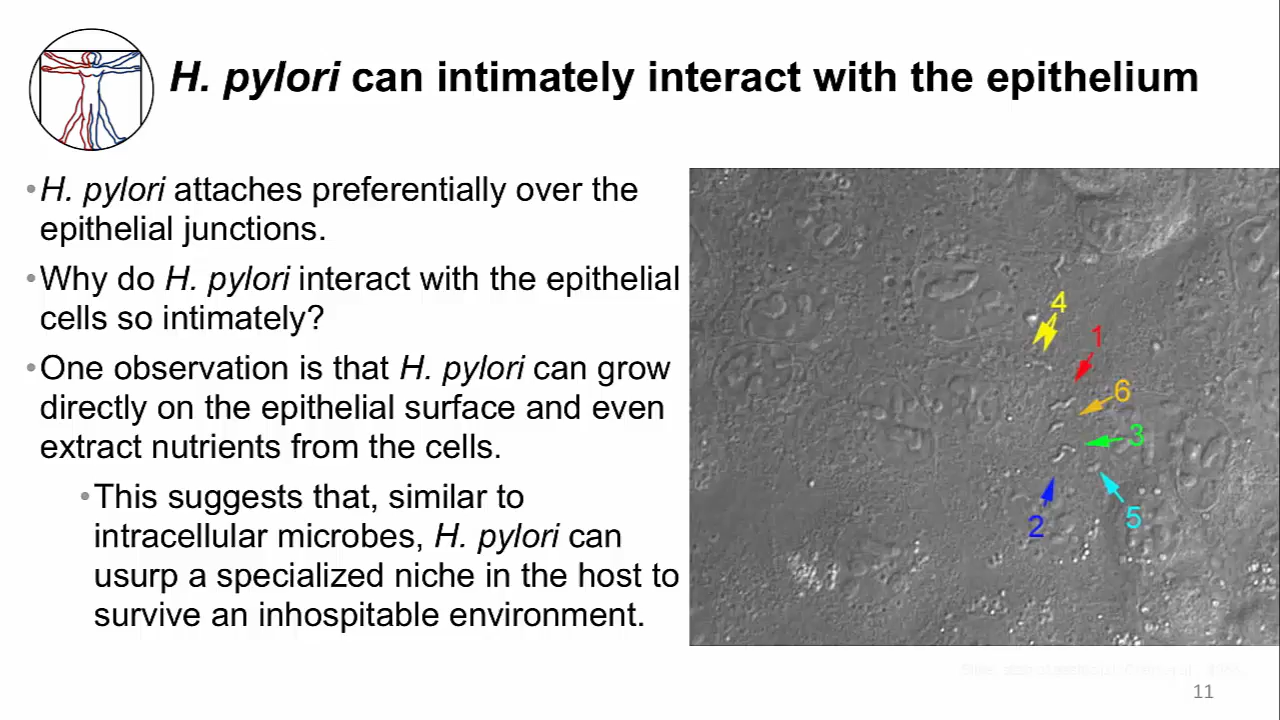 H. pylori can intimately interact with the epithelium
•H. pylori attaches preferentially over the
epithelial junctions.
•Why do H. pylori interact with the epithelial
cells so intimately?
•One observation is that H. pylori can grow
directly on the epithelial surface and even
extract nutrients from the cells.
•This suggests that, similar to
intracellular microbes, H. pylori can
usurp a specialized niche in the host to
survive an inhospitable environment.
4
1
6
3
5
2
11